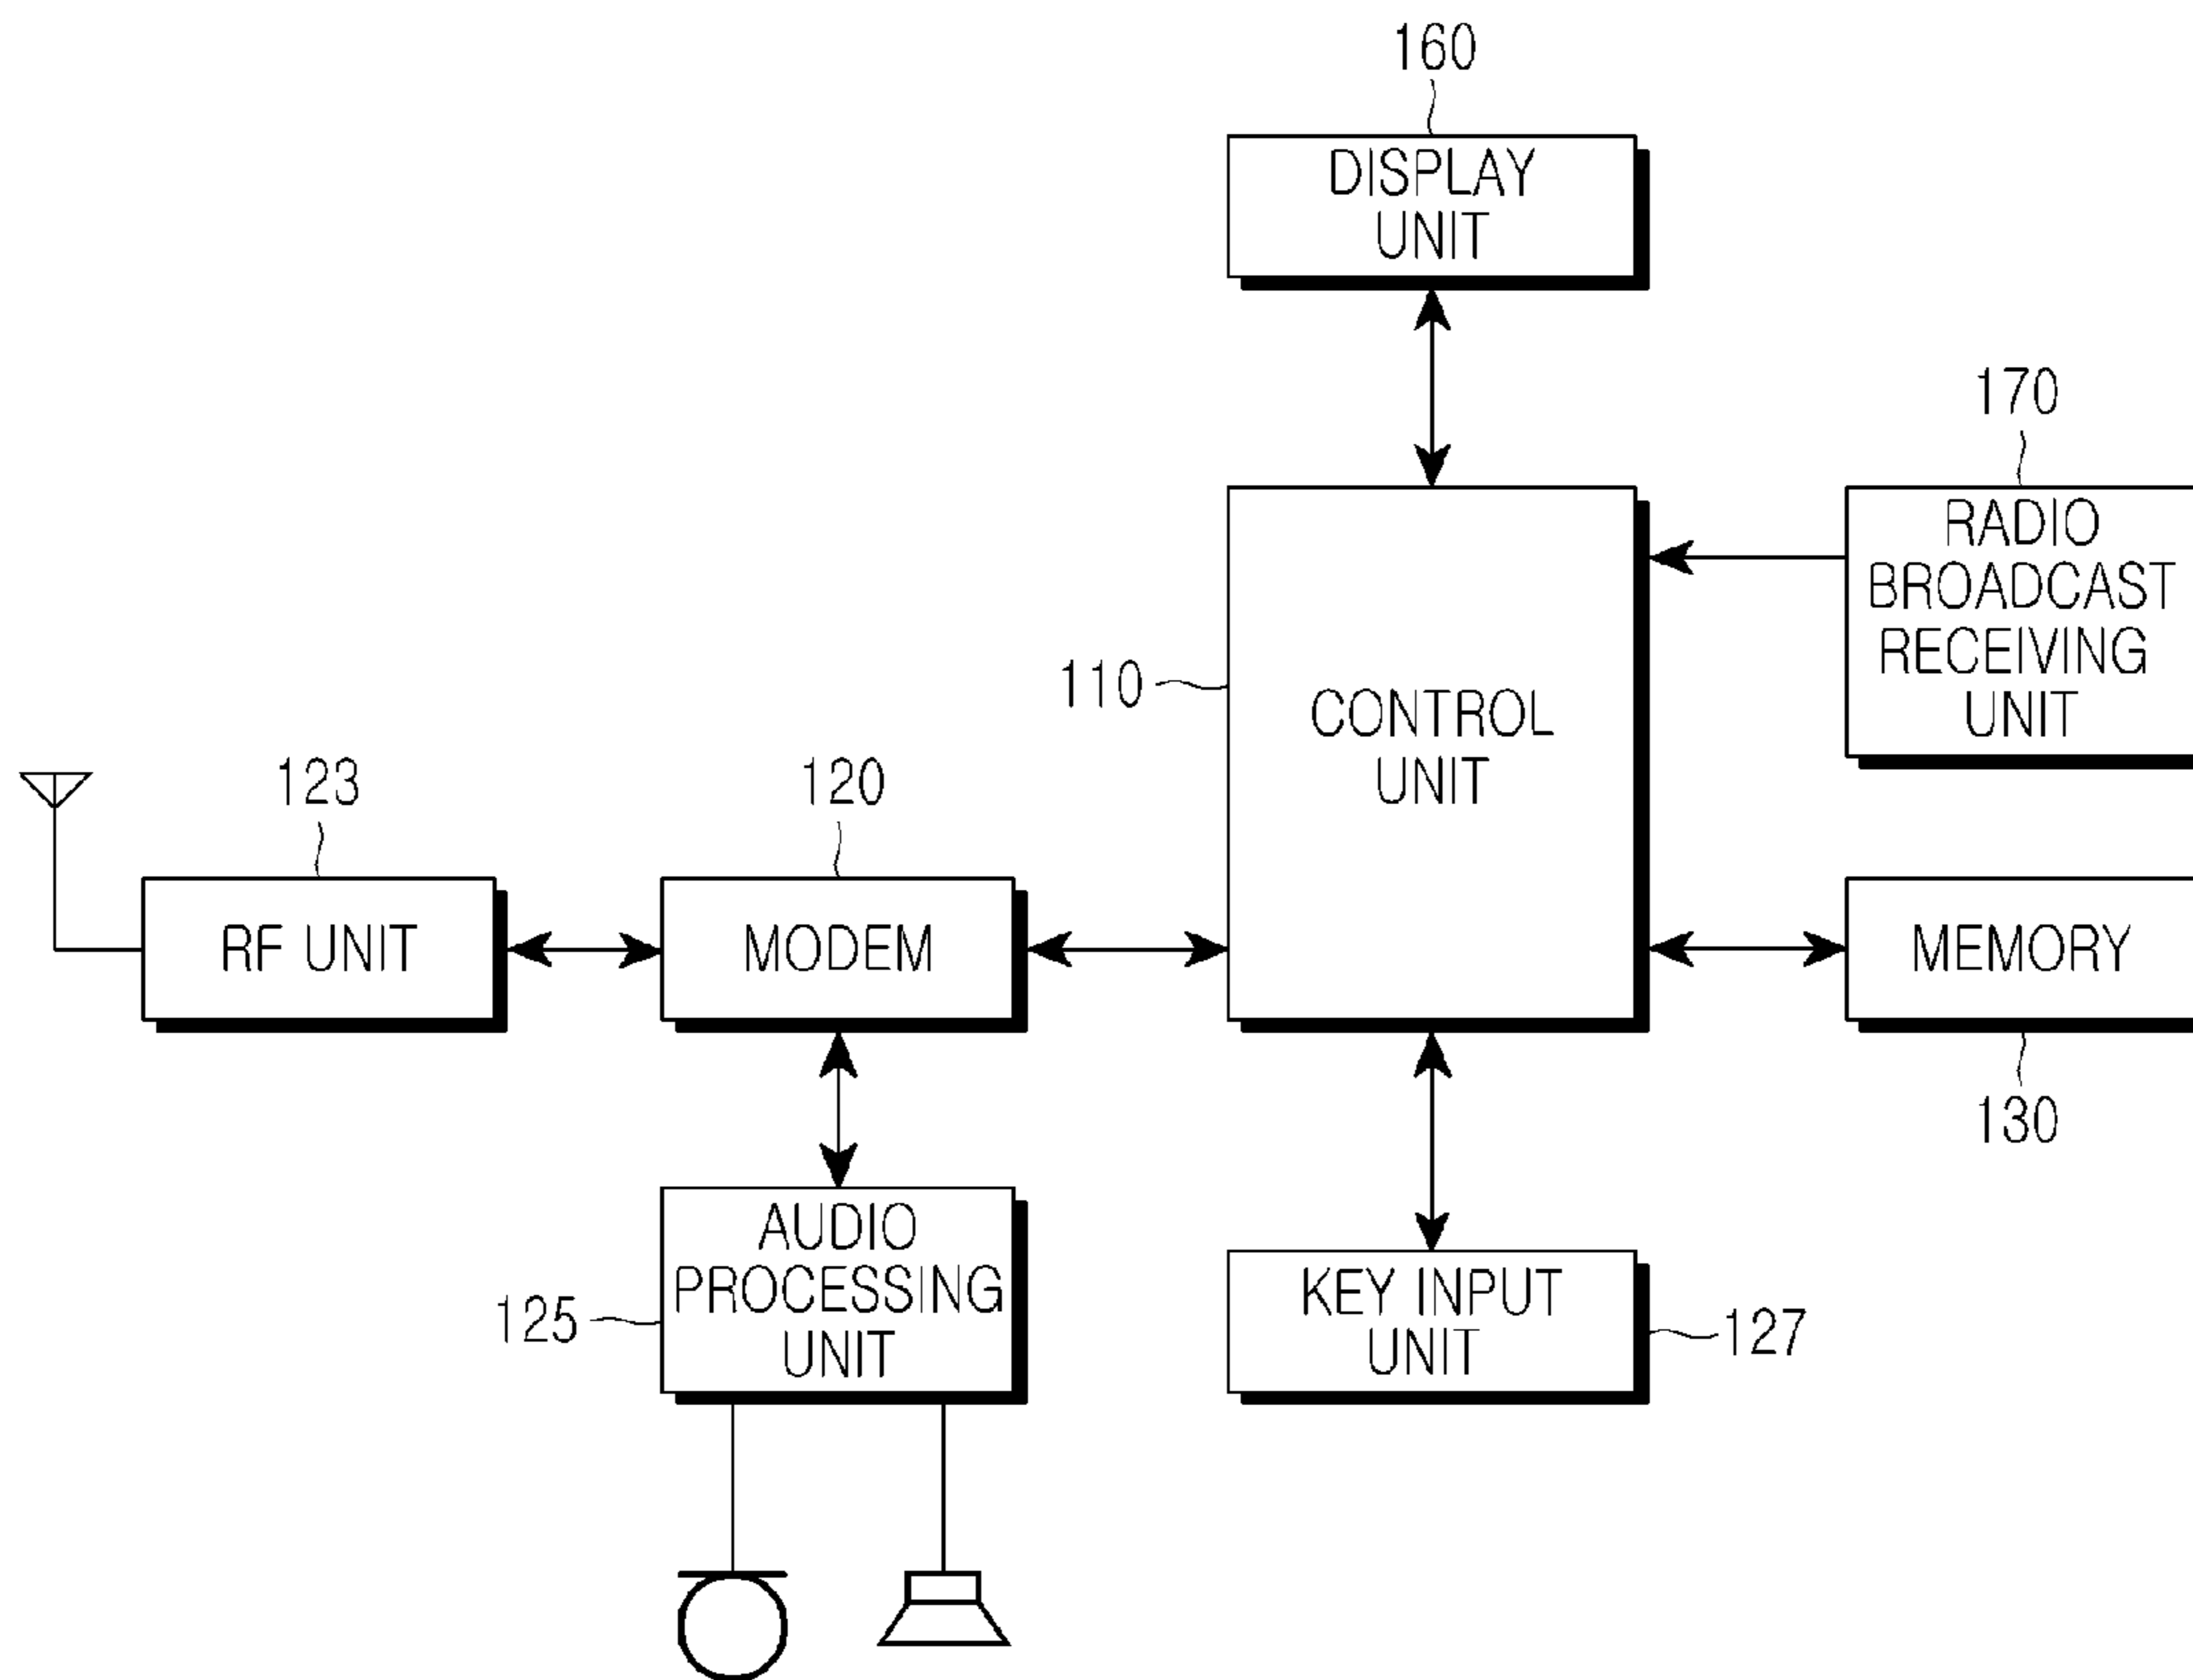 160
DISPLAY
UNIT
170
RADIO
BROADCAST
RECEIVING
UNIT
110
CONTROL
UNIT
123
RF UNIT
120
MODEM
MEMORY
130
125
AUDIO
PROCESSING
UNIT
KEY INPUT
UNIT
127